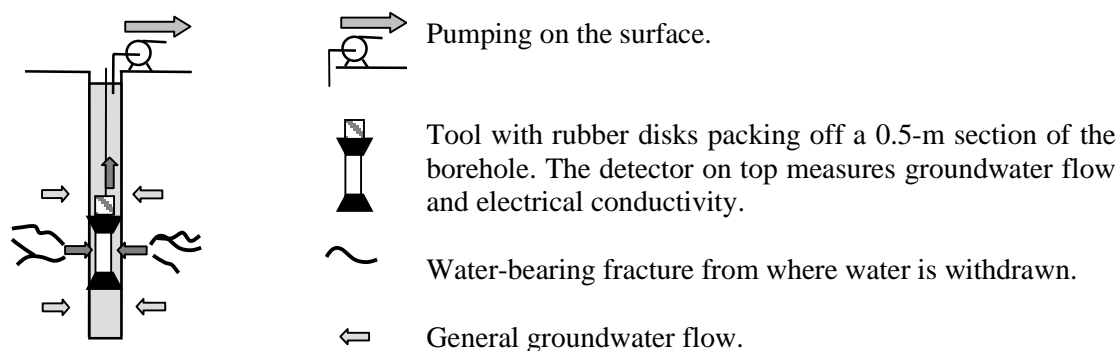 Pumping on the surface.
Tool with rubber disks packing off a 0.5-m section of the
borehole. The detector on top measures groundwater flow
and electrical conductivity.
Water-bearing fracture from where water is withdrawn.
General groundwater flow.